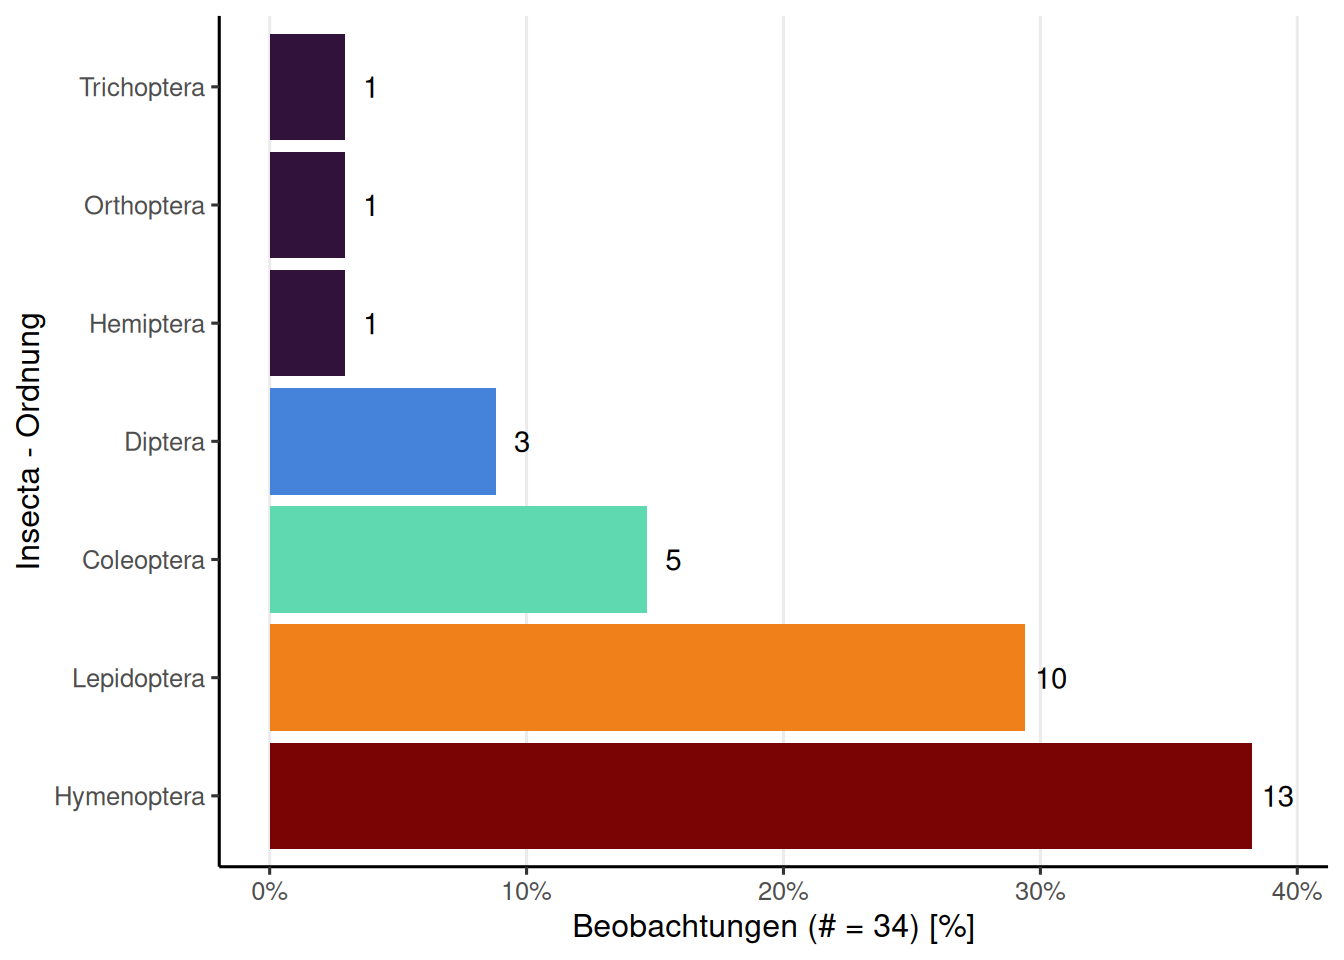 Trichoptera
1
Orthoptera
1
Hemiptera
1
Insecta - Ordnung
Diptera
3
Coleoptera
5
Lepidoptera
10
Hymenoptera
13
0%
10%
20%
30%
40%
Beobachtungen (# = 34) [%]